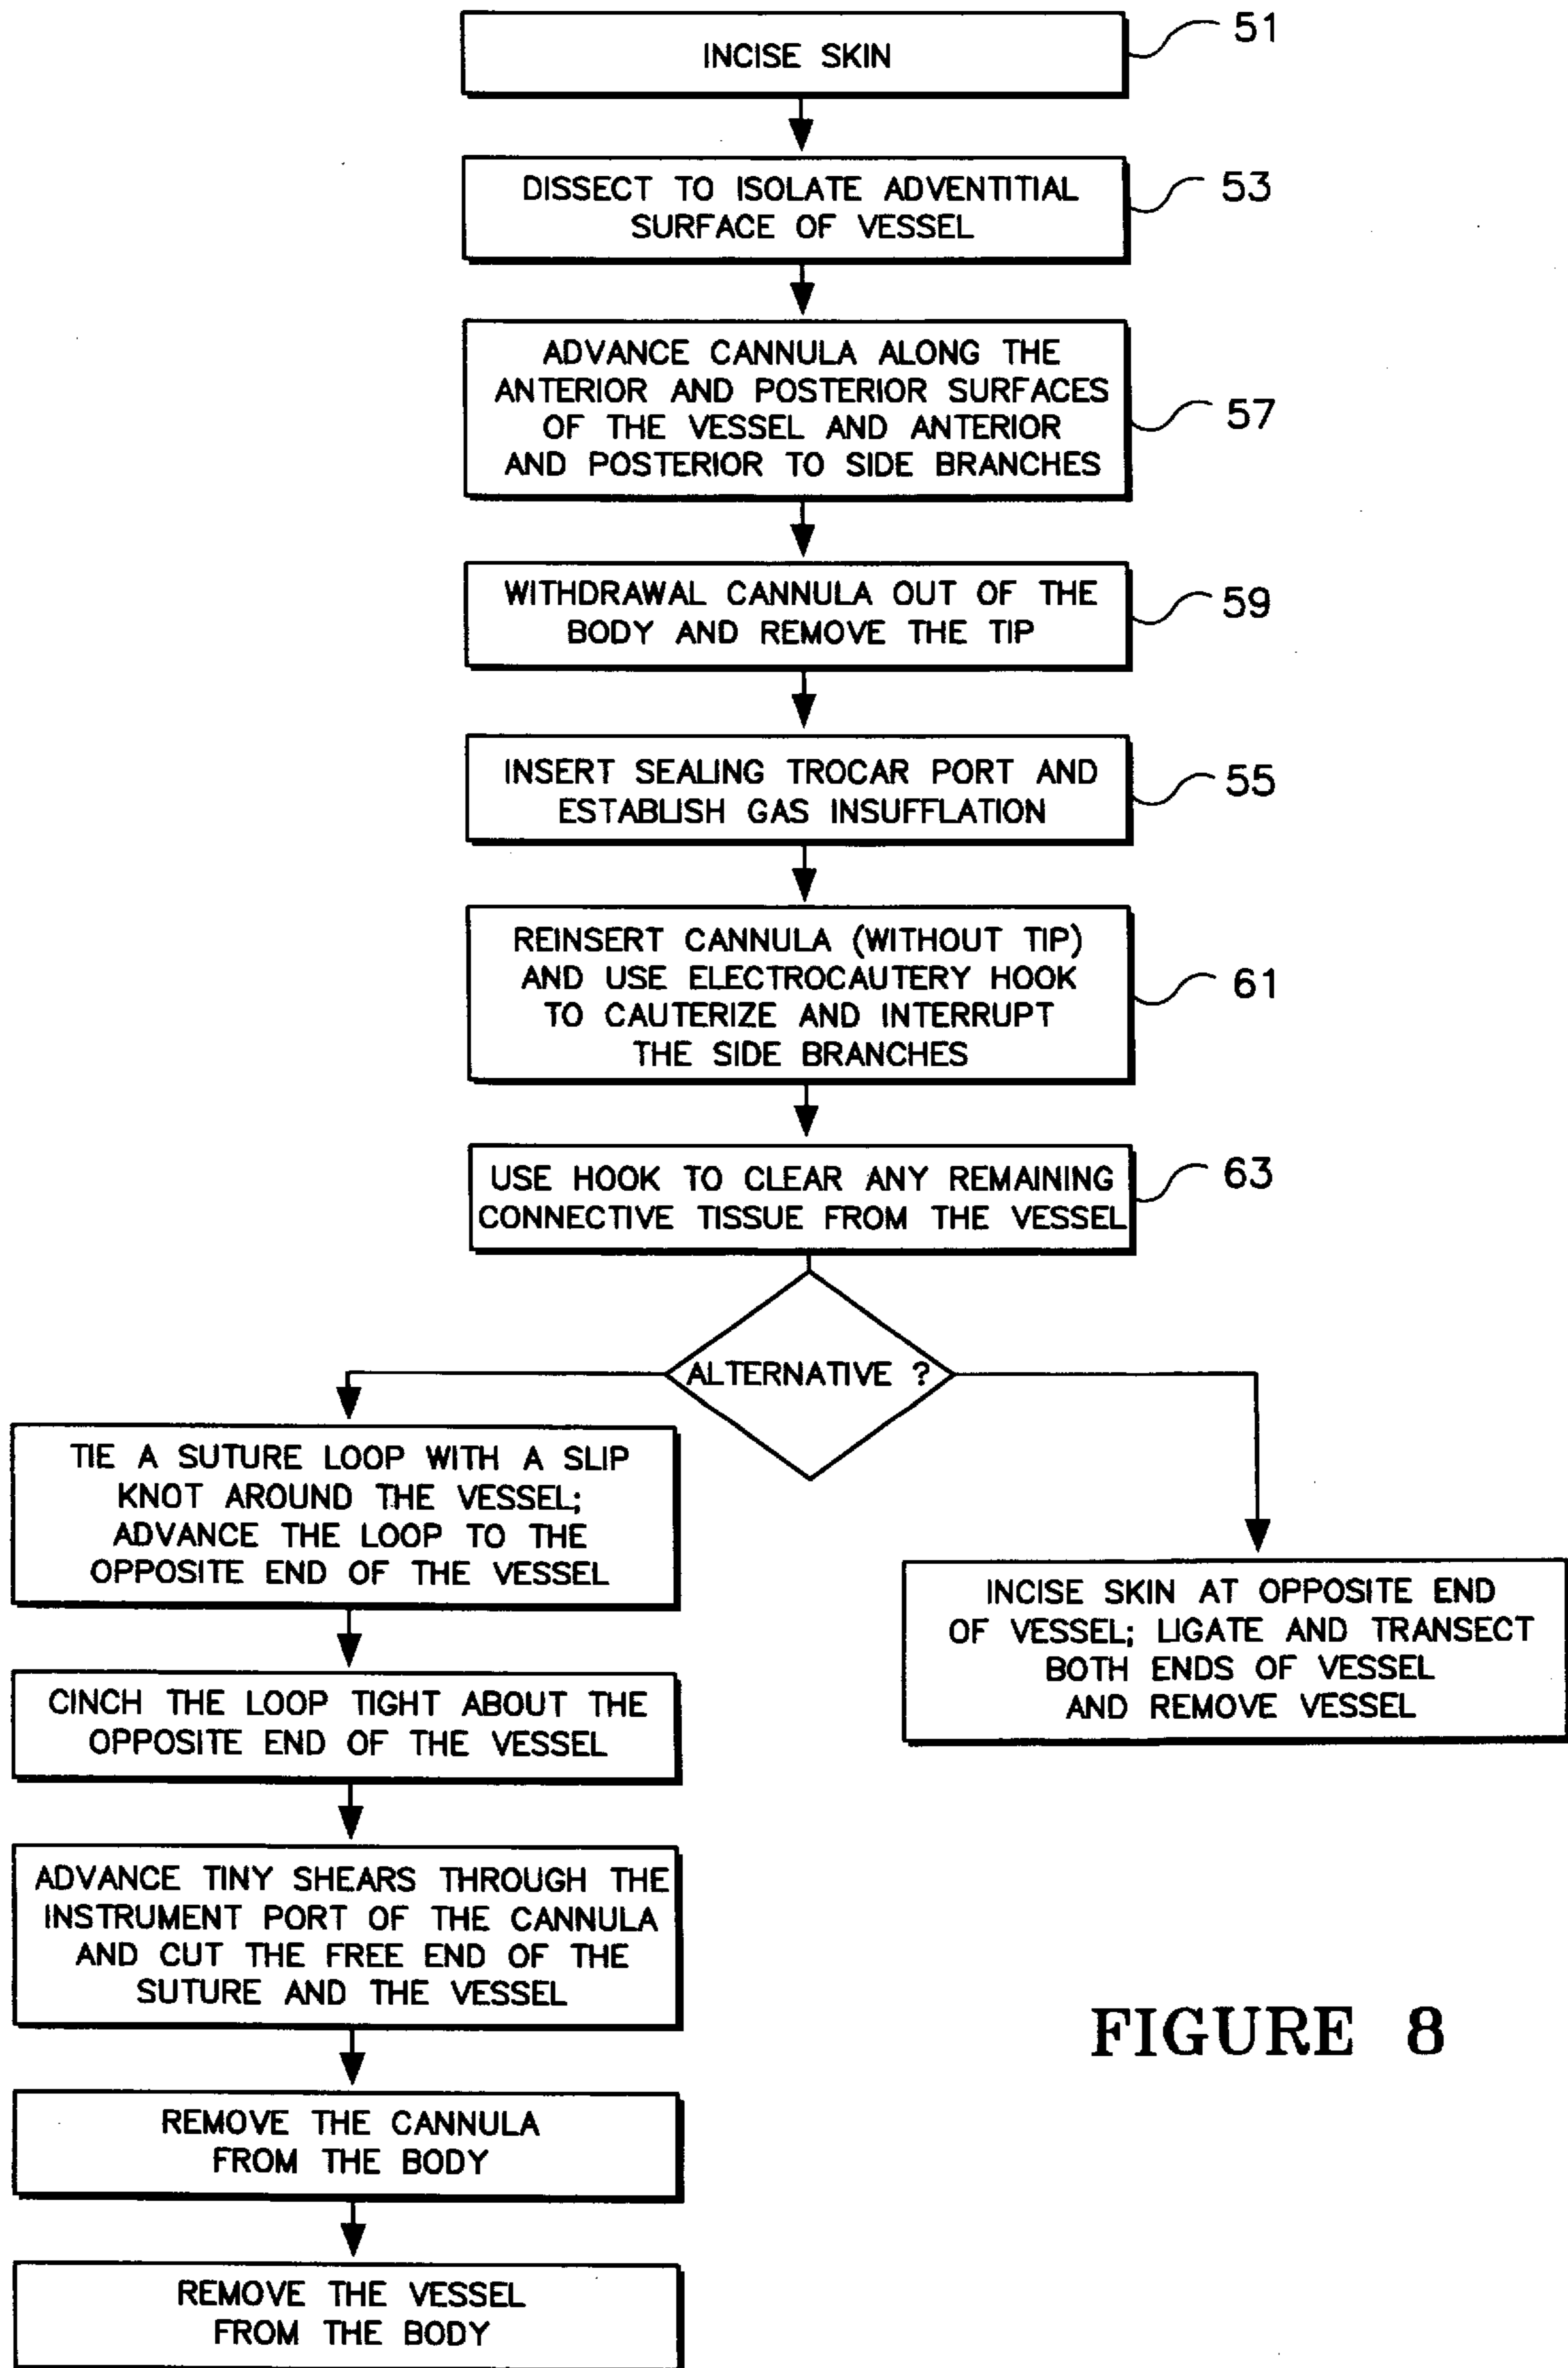 INCISE SKIN
51
DISSECT TO ISOLATE ADVENTITIAL
SURFACE OF VESSEL
53
ADVANCE CANNULA ALONG THE
ANTERIOR AND POSTERIOR SURFACES
OF THE VESSEL AND ANTERIOR
AND POSTERIOR TO SIDE BRANCHES
57
WITHDRAWAL CANNULA OUT OF THE
BODY AND REMOVE THE TIP
59
INSERT SEALING TROCAR PORT AND
ESTABLISH GAS INSUFFLATION
55
REINSERT CANNULA (WITHOUT TIP)
AND USE ELECTROCAUTERY HOOK
TO CAUTERIZE AND INTERRUPT
THE SIDE BRANCHES
61
USE HOOK TO CLEAR ANY REMAINING
CONNECTIVE TISSUE FROM THE VESSEL
63
ALTERNATIVE ?
TIE A SUTURE LOOP WITH A SLIP
KNOT AROUND THE VESSEL;
ADVANCE THE LOOP TO THE
OPPOSITE END OF THE VESSEL
CINCH THE LOOP TIGHT ABOUT THE
OPPOSITE END OF THE VESSEL
ADVANCE TINY SHEARS THROUGH THE
INSTRUMENT PORT OF THE CANNULA
AND CUT THE FREE END OF THE
SUTURE AND THE VESSEL
REMOVE THE CANNULA
FROM THE BODY
REMOVE THE VESSEL
FROM THE BODY
INCISE SKIN AT OPPOSITE END
OF VESSEL; LIGATE AND TRANSECT
BOTH ENDS OF VESSEL
AND REMOVE VESSEL
FIGURE 8